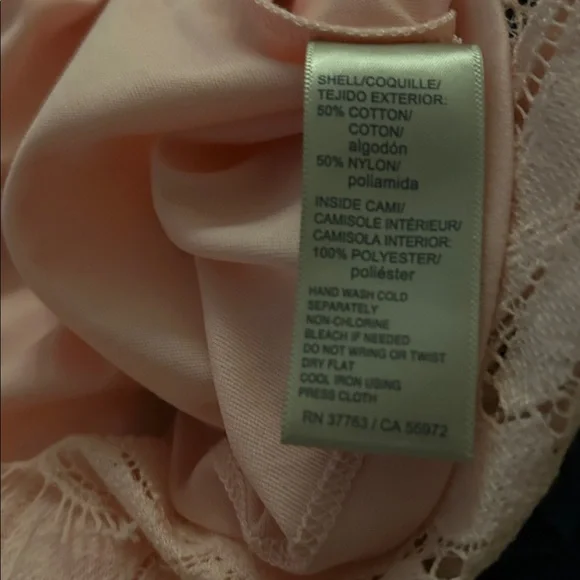 SHELL/COQUILLE/
TEJIDO EXTERIOR:
50% COTTON/
COTON/
algodón
50% NYLON/
poliamida
INSIDE CAMI/
CAMISOLE INTÉRIEUR/
CAMISOLA INTERIOR:
100% POLYESTER/
poliéster
HAND WASH COLD
SEPARATELY
NON-CHLORINE
BLEACH IF NEEDED
DO NOT WRING OR TWIST
DRY FLAT
COOL IRON USING
PRESS CLOTH
RN 37763 / CA 55972